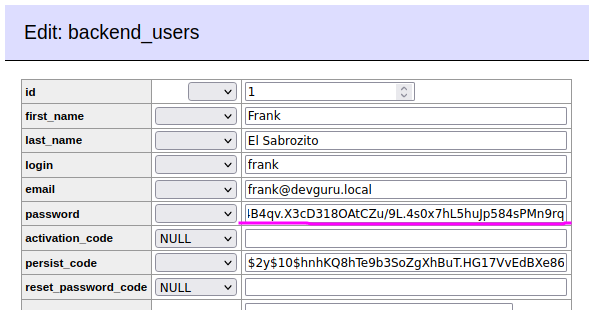 Edit: backend_users
id 1
first_name Frank
last_name El Sabrozito
login frank
email frank@devguru.local
password B4qv.X3cD318OAtCZu/9L.4s0x7hL5huJp584sPMn9rq
activation_code NULL
persist_code $2y$10$hnhKQ8hTe9b3SoZgXhBuT.HG17VvEdBXe86
reset_password_code NULL